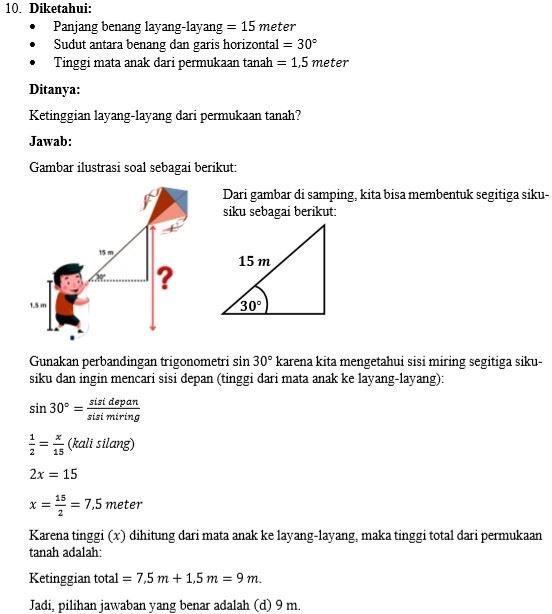 10. Diketahui:
• Panjang benang layang-layang = 15 meter
• Sudut antara benang dan garis horizontal = 30°
• Tinggi mata anak dari permukaan tanah = 1,5 meter
Ditanya:
Ketinggian layang-layang dari permukaan tanah?
Jawab:
Gambar ilustrasi soal sebagai berikut:
15 m
30°
?
1,5 m
Dari gambar di samping, kita bisa membentuk segitiga siku-
siku sebagai berikut:
15 m
30°
Gunakan perbandingan trigonometri sin 30° karena kita mengetahui sisi miring segitiga siku-
siku dan ingin mencari sisi depan (tinggi dari mata anak ke layang-layang):
sin 30° = sisi depan / sisi miring
1/2 = x/15 (kali silang)
2x = 15
x = 15/2 = 7,5 meter
Karena tinggi (x) dihitung dari mata anak ke layang-layang, maka tinggi total dari permukaan
tanah adalah:
Ketinggian total = 7,5 m + 1,5 m = 9 m.
Jadi, pilihan jawaban yang benar adalah (d) 9 m.